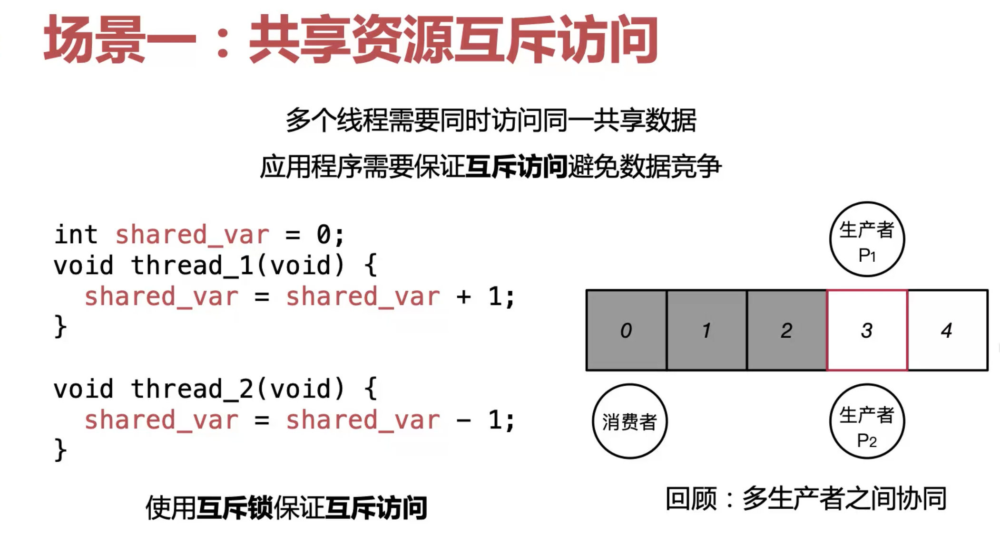 场景一：共享资源互斥访问
多个线程需要同时访问同一共享数据
应用程序需要保证互斥访问避免数据竞争
int shared_var = 0;
void thread_1(void) {
  shared_var = shared_var + 1;
}
void thread_2(void) {
  shared_var = shared_var − 1;
}
使用互斥锁保证互斥访问
生产者
P1
0 1 2 3 4
消费者
生产者
P2
回顾：多生产者之间协同